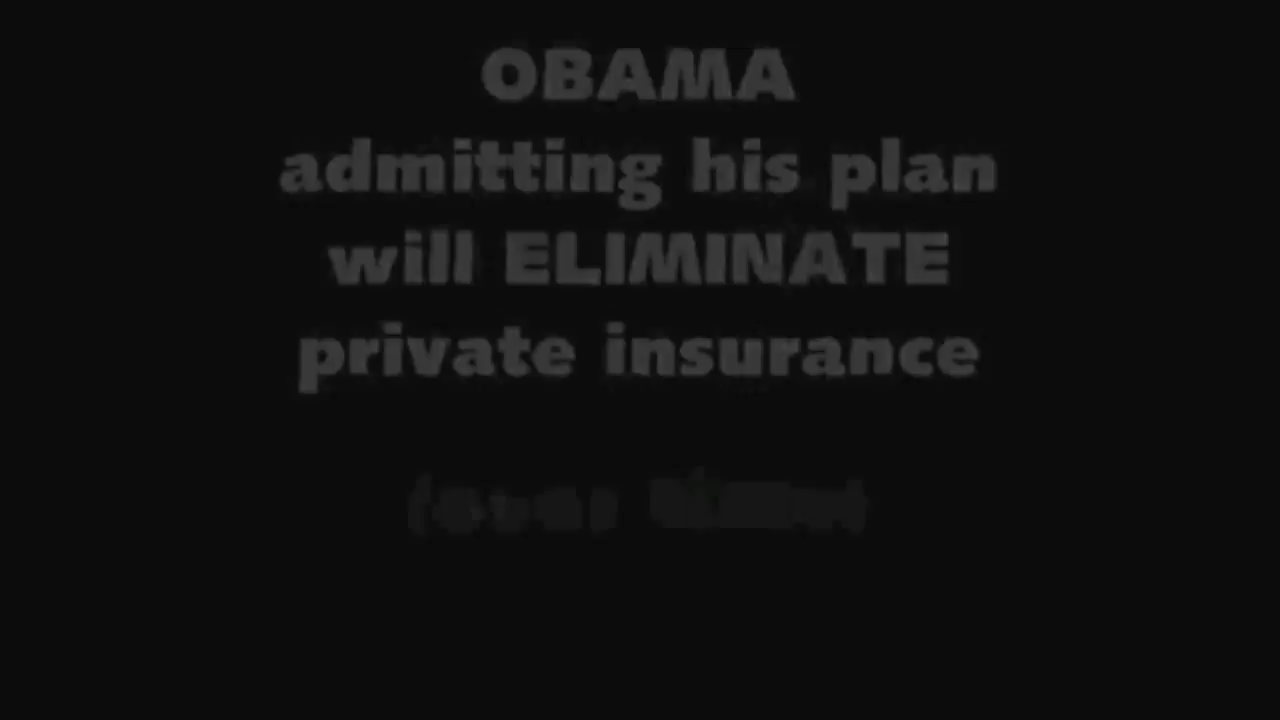 OBAMA
admitting his plan
will ELIMINATE
private insurance